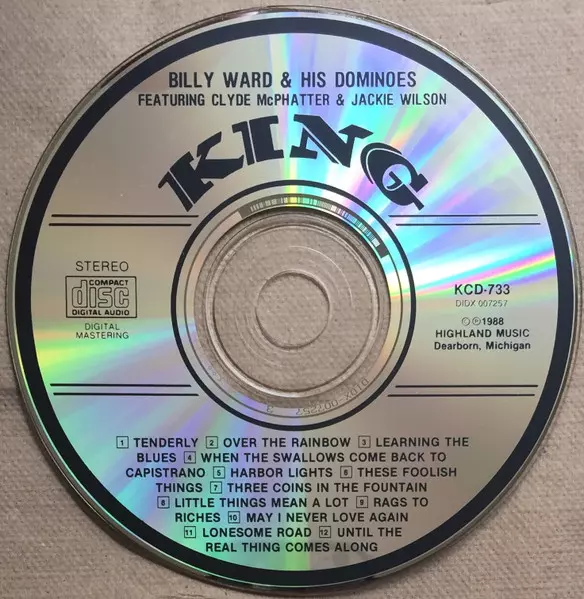 BILLY WARD & HIS DOMINOES
FEATURING CLYDE McPHATTER & JACKIE WILSON
KING
STEREO
COMPACT
disc
DIGITAL AUDIO
DIGITAL
MASTERING
KCD-733
DIDX 007257
©℗1988
HIGHLAND MUSIC
Dearborn, Michigan
DIDX-007257 3
1 TENDERLY 2 OVER THE RAINBOW 3 LEARNING THE
BLUES 4 WHEN THE SWALLOWS COME BACK TO
CAPISTRANO 5 HARBOR LIGHTS 6 THESE FOOLISH
THINGS 7 THREE COINS IN THE FOUNTAIN
8 LITTLE THINGS MEAN A LOT 9 RAGS TO
RICHES 10 MAY I NEVER LOVE AGAIN
11 LONESOME ROAD 12 UNTIL THE
REAL THING COMES ALONG